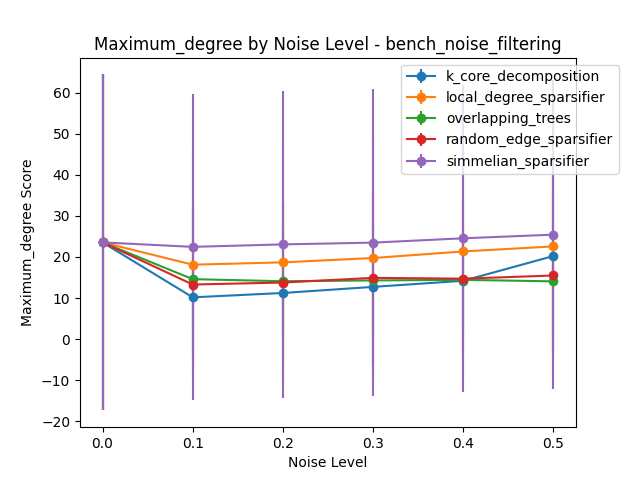 Maximum_degree by Noise Level - bench_noise_filtering
k_core_decomposition
local_degree_sparsifier
overlapping_trees
random_edge_sparsifier
simmelian_sparsifier
Maximum_degree Score
60
50
40
30
20
10
0
−10
−20
0.0 0.1 0.2 0.3 0.4 0.5
Noise Level